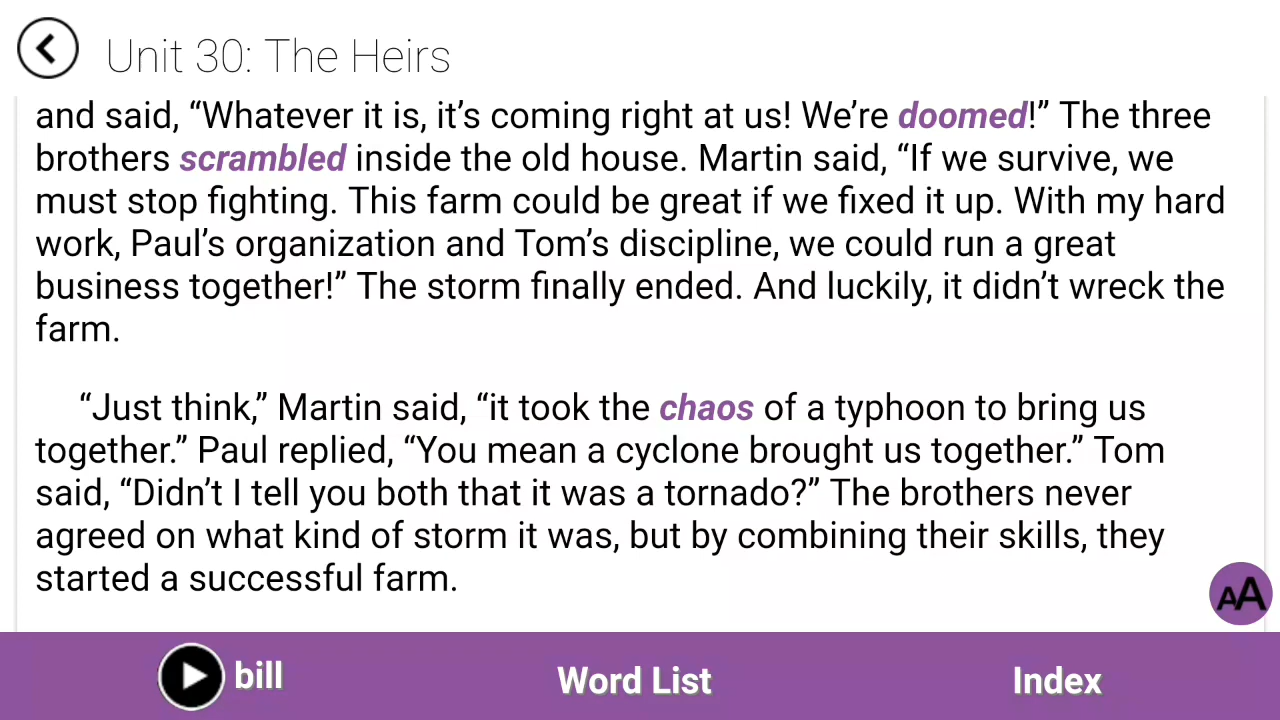 Unit 30: The Heirs
and said, “Whatever it is, it’s coming right at us! We’re doomed!” The three
brothers scrambled inside the old house. Martin said, “If we survive, we
must stop fighting. This farm could be great if we fixed it up. With my hard
work, Paul’s organization and Tom’s discipline, we could run a great
business together!” The storm finally ended. And luckily, it didn’t wreck the
farm.
“Just think,” Martin said, “it took the chaos of a typhoon to bring us
together.” Paul replied, “You mean a cyclone brought us together.” Tom
said, “Didn’t I tell you both that it was a tornado?” The brothers never
agreed on what kind of storm it was, but by combining their skills, they
started a successful farm.
AA
bill Word List Index